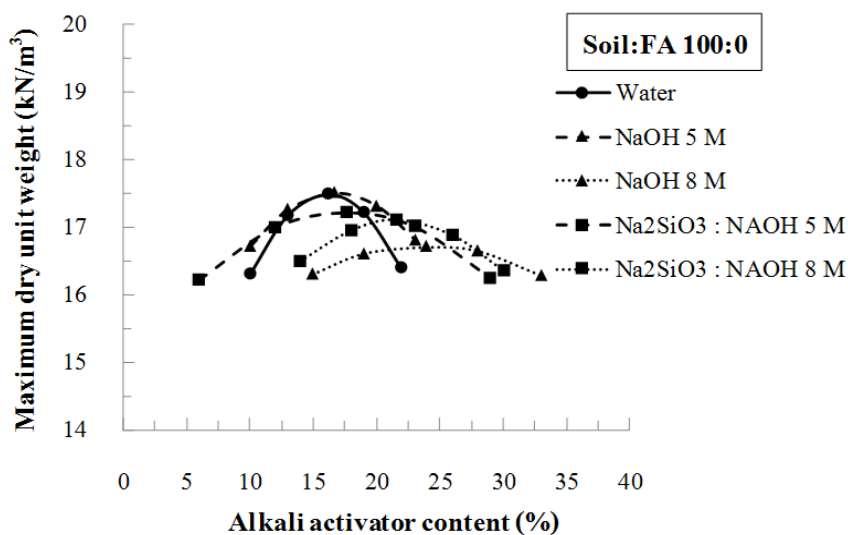 Soil:FA 100:0
Water
NaOH 5 M
NaOH 8 M
Na2SiO3 : NAOH 5 M
Na2SiO3 : NAOH 8 M
Maximum dry unit weight (kN/m³)
20
19
18
17
16
15
14
0 5 10 15 20 25 30 35 40
Alkali activator content (%)